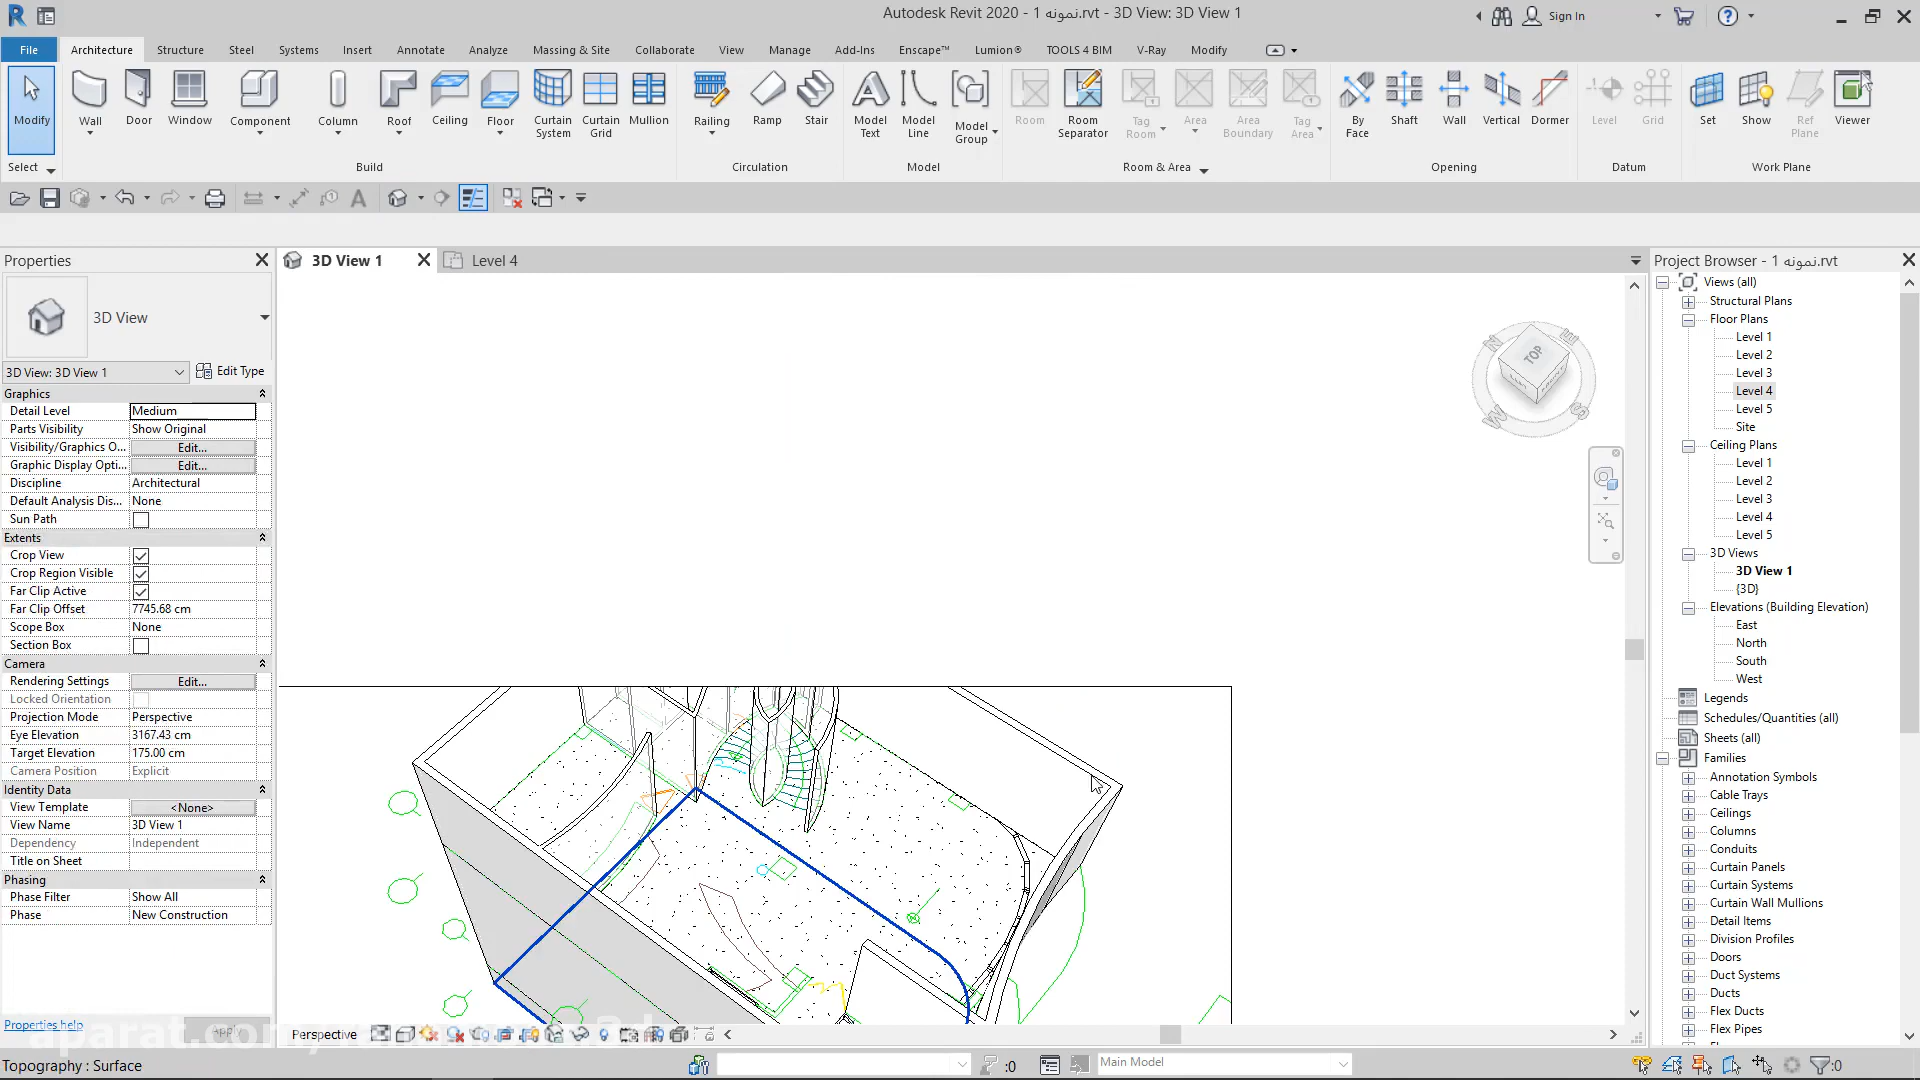 Autodesk Revit 2020 - 1 نمونه.rvt - 3D View: 3D View 1
Sign In
File Architecture Structure Steel Systems Insert Annotate Analyze Massing & Site Collaborate View Manage Add-Ins Enscape™ Lumion® TOOLS 4 BIM V-Ray Modify
Modify Wall Door Window Component Column Roof Ceiling Floor Curtain System Curtain Grid Mullion Railing Ramp Stair Model Text Model Line Model Group Room Room Separator Tag Room Area Area Boundary Tag Area By Face Shaft Wall Vertical Dormer Level Grid Set Show Ref Plane Viewer
Select Build Circulation Model Room & Area Opening Datum Work Plane
Properties
3D View
3D View: 3D View 1 Edit Type
Graphics
Detail Level Medium
Parts Visibility Show Original
Visibility/Graphics O... Edit...
Graphic Display Opti... Edit...
Discipline Architectural
Default Analysis Dis... None
Sun Path
Extents
Crop View
Crop Region Visible
Far Clip Active
Far Clip Offset 7745.68 cm
Scope Box None
Section Box
Camera
Rendering Settings Edit...
Locked Orientation
Projection Mode Perspective
Eye Elevation 3167.43 cm
Target Elevation 175.00 cm
Camera Position Explicit
Identity Data
View Template <None>
View Name 3D View 1
Dependency Independent
Title on Sheet
Phasing
Phase Filter Show All
Phase New Construction
Properties help Apply
3D View 1 Level 4
TOP
N E W S
Perspective
Project Browser - 1 نمونه.rvt
Views (all)
Structural Plans
Floor Plans
Level 1
Level 2
Level 3
Level 4
Level 5
Site
Ceiling Plans
Level 1
Level 2
Level 3
Level 4
Level 5
3D Views
3D View 1
{3D}
Elevations (Building Elevation)
East
North
South
West
Legends
Schedules/Quantities (all)
Sheets (all)
Families
Annotation Symbols
Cable Trays
Ceilings
Columns
Conduits
Curtain Panels
Curtain Systems
Curtain Wall Mullions
Detail Items
Division Profiles
Doors
Duct Systems
Ducts
Flex Ducts
Flex Pipes
Topography : Surface
:0
Main Model
:0